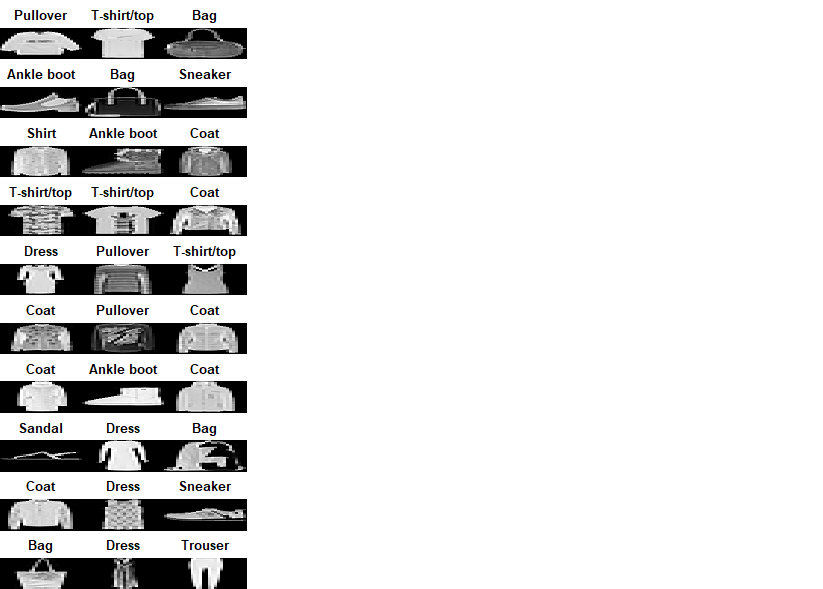 Pullover T-shirt/top Bag
Ankle boot Bag Sneaker
Shirt Ankle boot Coat
T-shirt/top T-shirt/top Coat
Dress Pullover T-shirt/top
Coat Pullover Coat
Coat Ankle boot Coat
Sandal Dress Bag
Coat Dress Sneaker
Bag Dress Trouser